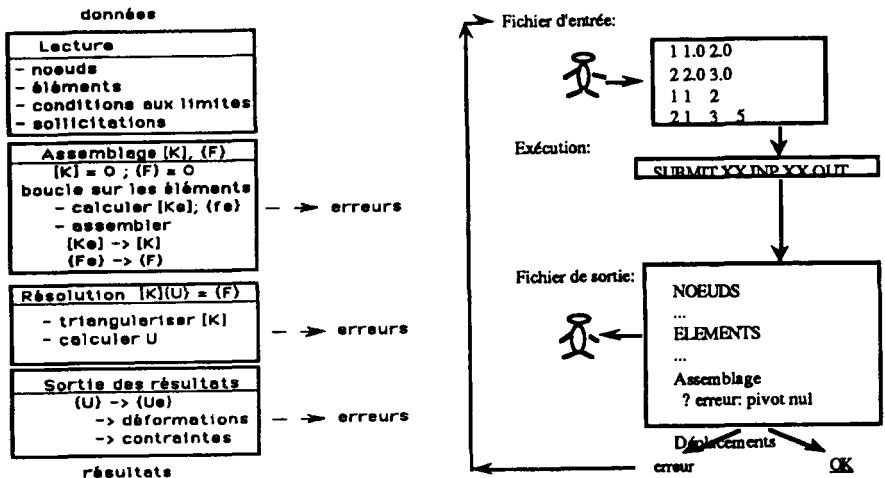 données
Lecture
- noeuds
- éléments
- conditions aux limites
- sollicitations
Assemblage [K], {F}
[K] = 0 ; {F} = 0
boucle sur les éléments
- calculer [Ke]; {fe}
- assembler
[Ke] -> [K]
{Fe} -> {F}
- → erreurs
Résolution [K]{U} = {F}
- triangulariser [K]
- calculer U
- → erreurs
Sortie des résultats
{U} -> {Ue}
-> déformations
-> contraintes
- → erreurs
résultats
Fichier d'entrée:
1 1.0 2.0
2 2.0 3.0
1 1 2
2 1 3 5
Exécution:
SUBMIT XX.INP XX.OUT
Fichier de sortie:
NOEUDS
...
ELEMENTS
...
Assemblage
? erreur: pivot nul
Déplacements
erreur
OK